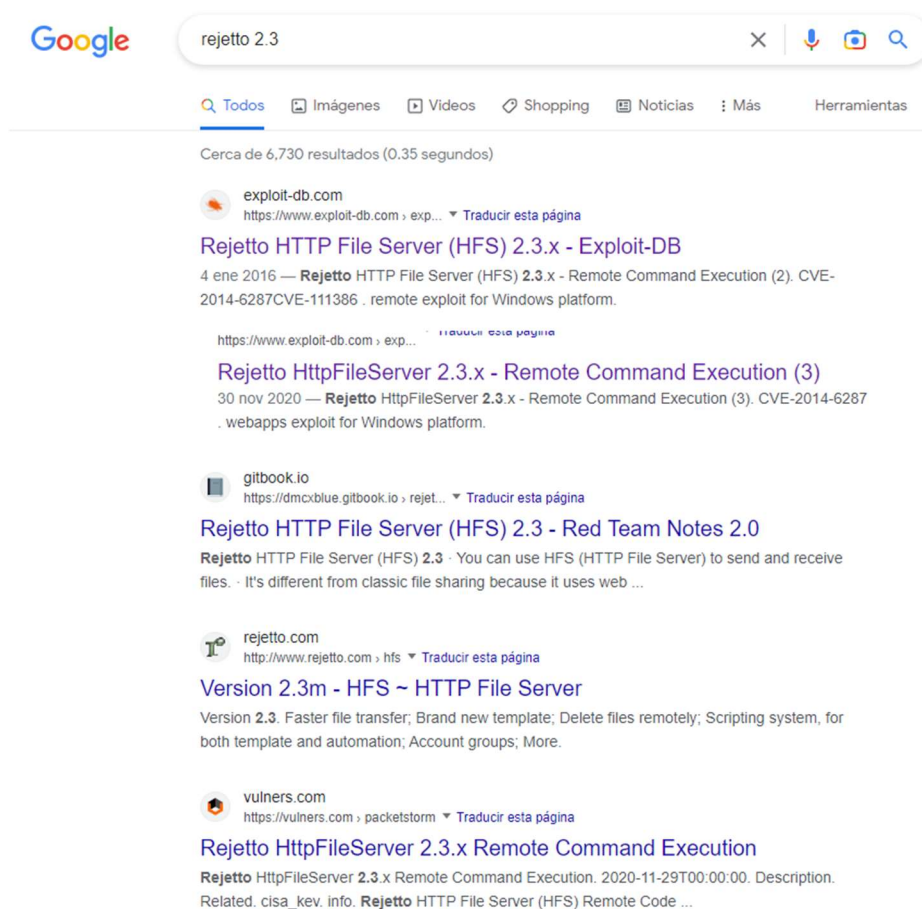 Google
rejetto 2.3
Todos Imágenes Videos Shopping Noticias Más Herramientas
Cerca de 6,730 resultados (0.35 segundos)
exploit-db.com
https://www.exploit-db.com › exp... Traducir esta página
Rejetto HTTP File Server (HFS) 2.3.x - Exploit-DB
4 ene 2016 — Rejetto HTTP File Server (HFS) 2.3.x - Remote Command Execution (2). CVE-
2014-6287CVE-111386 . remote exploit for Windows platform.
https://www.exploit-db.com › exp... Traducir esta página
Rejetto HttpFileServer 2.3.x - Remote Command Execution (3)
30 nov 2020 — Rejetto HttpFileServer 2.3.x - Remote Command Execution (3). CVE-2014-6287
. webapps exploit for Windows platform.
gitbook.io
https://dmcxblue.gitbook.io › rejet... Traducir esta página
Rejetto HTTP File Server (HFS) 2.3 - Red Team Notes 2.0
Rejetto HTTP File Server (HFS) 2.3 · You can use HFS (HTTP File Server) to send and receive
files. · It's different from classic file sharing because it uses web ...
rejetto.com
http://www.rejetto.com › hfs Traducir esta página
Version 2.3m - HFS ~ HTTP File Server
Version 2.3. Faster file transfer; Brand new template; Delete files remotely; Scripting system, for
both template and automation; Account groups; More.
vulners.com
https://vulners.com › packetstorm Traducir esta página
Rejetto HttpFileServer 2.3.x Remote Command Execution
Rejetto HttpFileServer 2.3.x Remote Command Execution. 2020-11-29T00:00:00. Description.
Related. cisa_kev. info. Rejetto HTTP File Server (HFS) Remote Code ...